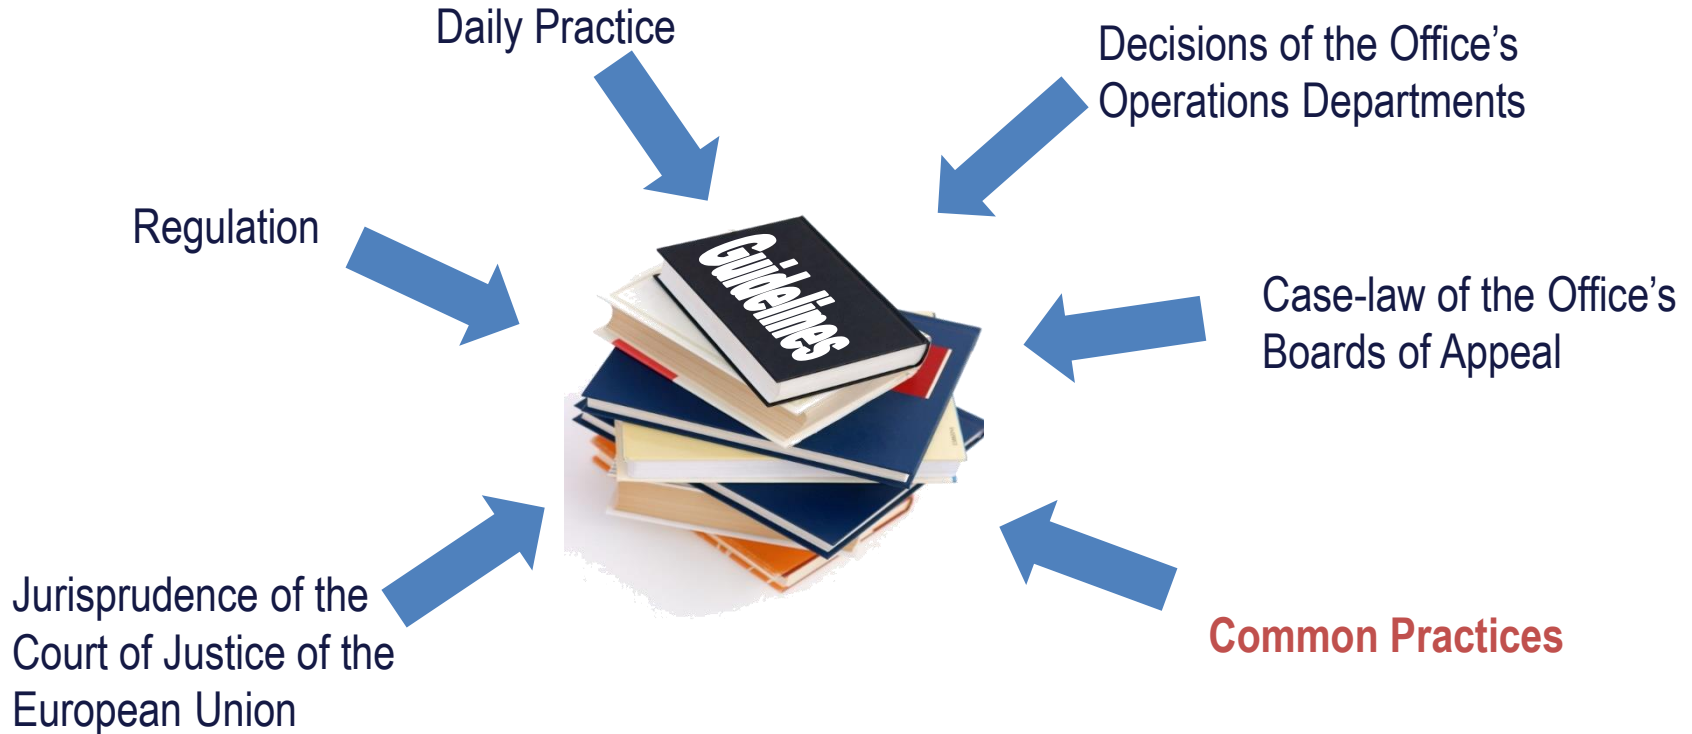 Daily Practice
Decisions of the Office’s
Operations Departments
Regulation
Guidelines
Case-law of the Office’s
Boards of Appeal
Jurisprudence of the
Court of Justice of the
European Union
Common Practices